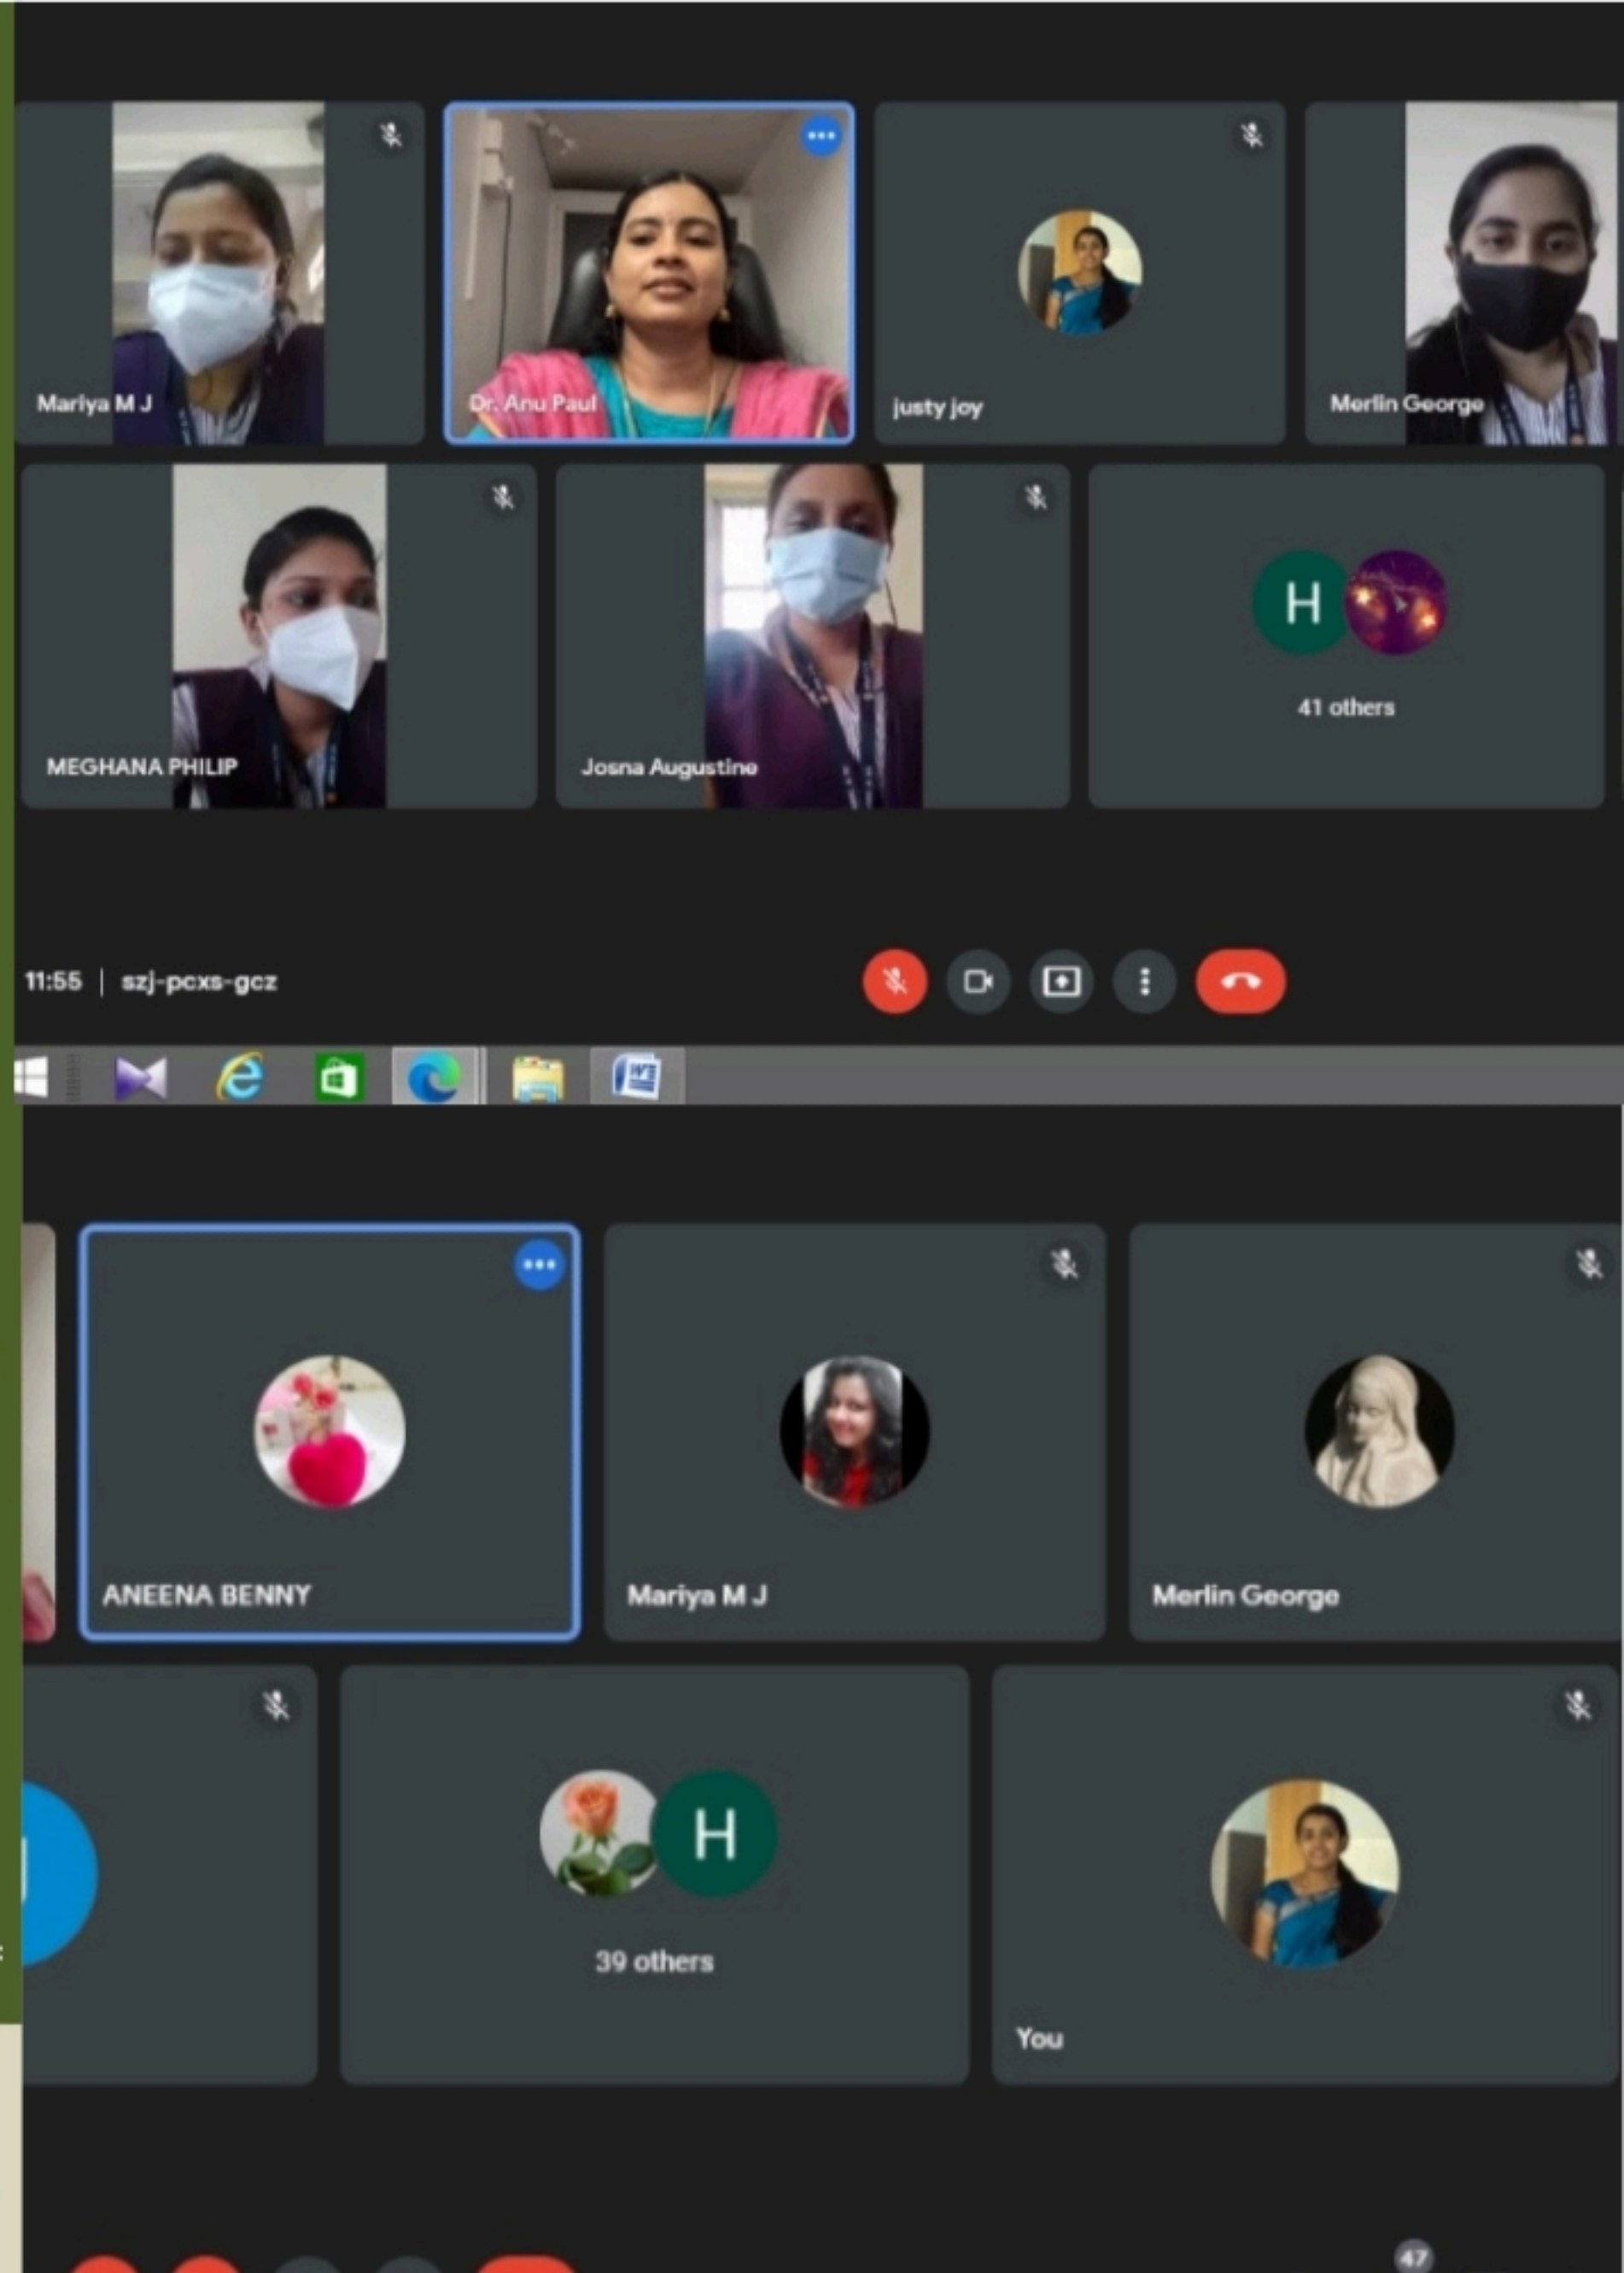 Mariya M J
Dr. Anu Paul
justy joy
Merlin George
MEGHANA PHILIP
Josna Augustine
H
41 others
11:55 | szj-pcxs-gcz
ANEENA BENNY
Mariya M J
Merlin George
H
39 others
You
47